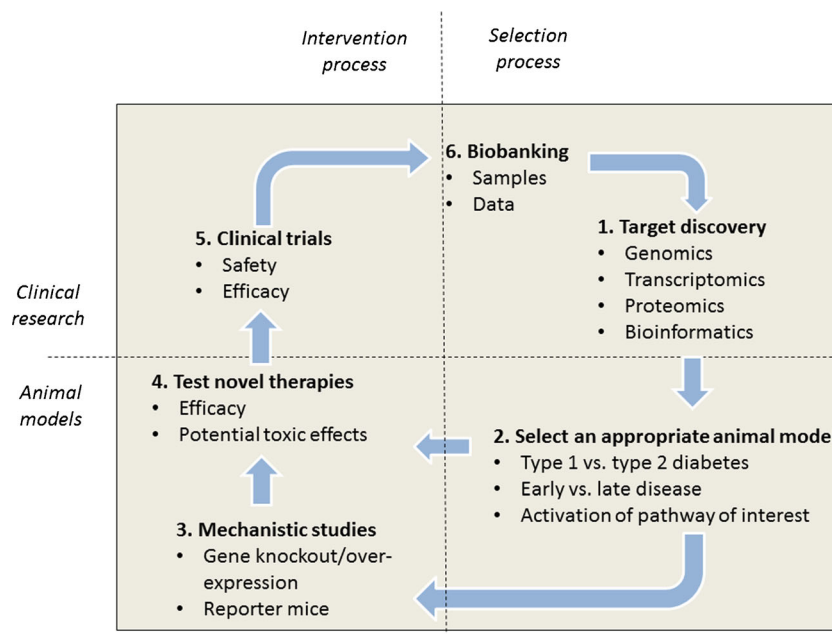 Intervention
process
Selection
process
6. Biobanking
• Samples
• Data
1. Target discovery
• Genomics
• Transcriptomics
• Proteomics
• Bioinformatics
5. Clinical trials
• Safety
• Efficacy
Clinical
research
Animal
models
4. Test novel therapies
• Efficacy
• Potential toxic effects
2. Select an appropriate animal mode
• Type 1 vs. type 2 diabetes
• Early vs. late disease
• Activation of pathway of interest
3. Mechanistic studies
• Gene knockout/over-
expression
• Reporter mice